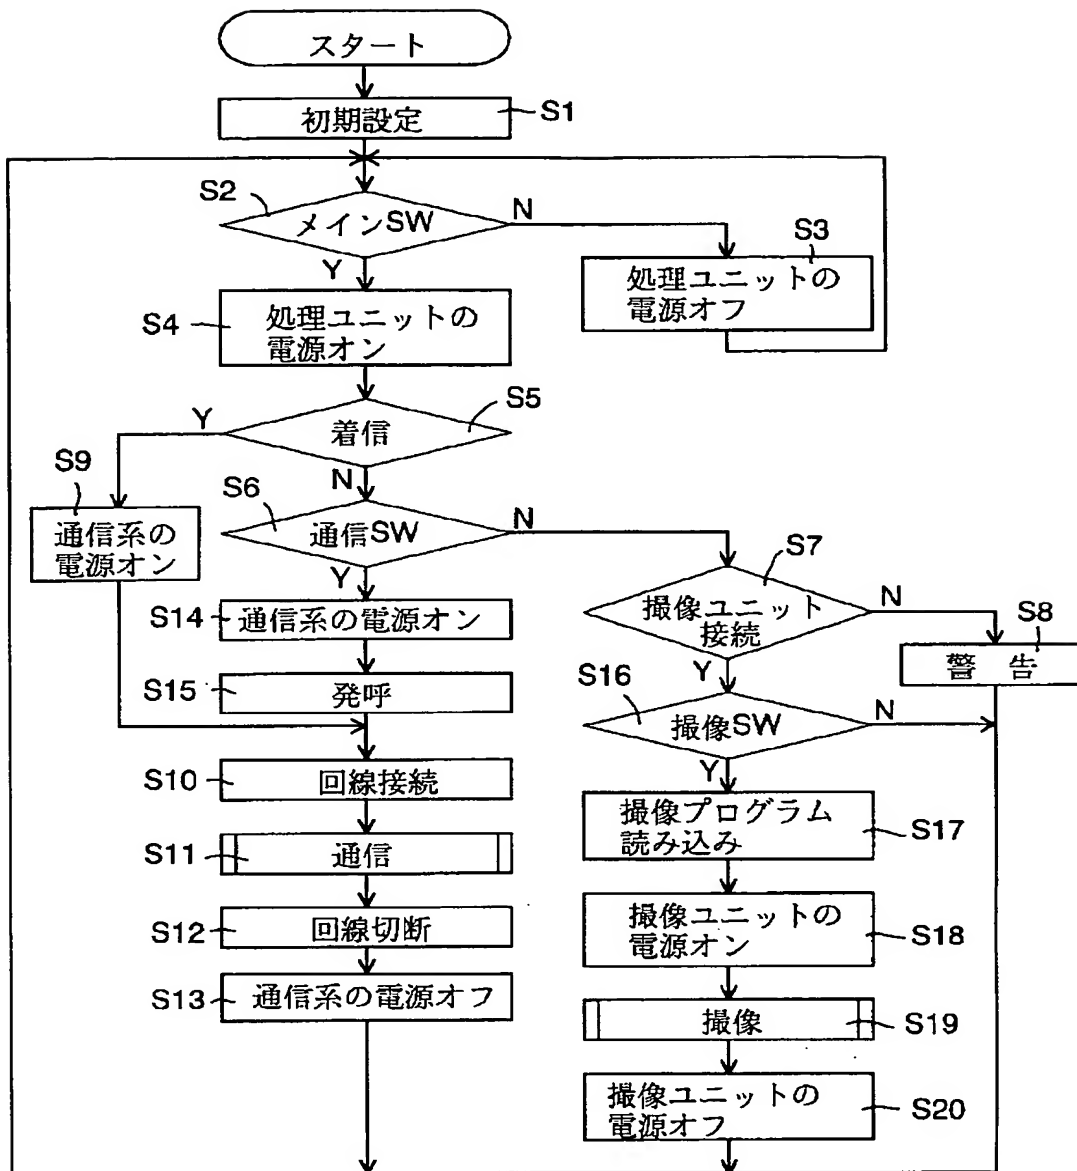 スタート
初期設定
S1
S2
メインSW
N
Y
S3
処理ユニットの
電源オフ
S4
処理ユニットの
電源オン
S5
着信
Y
N
S9
通信系の
電源オン
S6
通信SW
N
Y
S7
撮像ユニット
接続
N
Y
S8
警 告
S14
通信系の電源オン
S15
発呼
S16
撮像SW
N
Y
S10
回線接続
S11
通信
S12
回線切断
S13
通信系の電源オフ
撮像プログラム
読み込み
S17
撮像ユニットの
電源オン
S18
撮像
S19
撮像ユニットの
電源オフ
S20